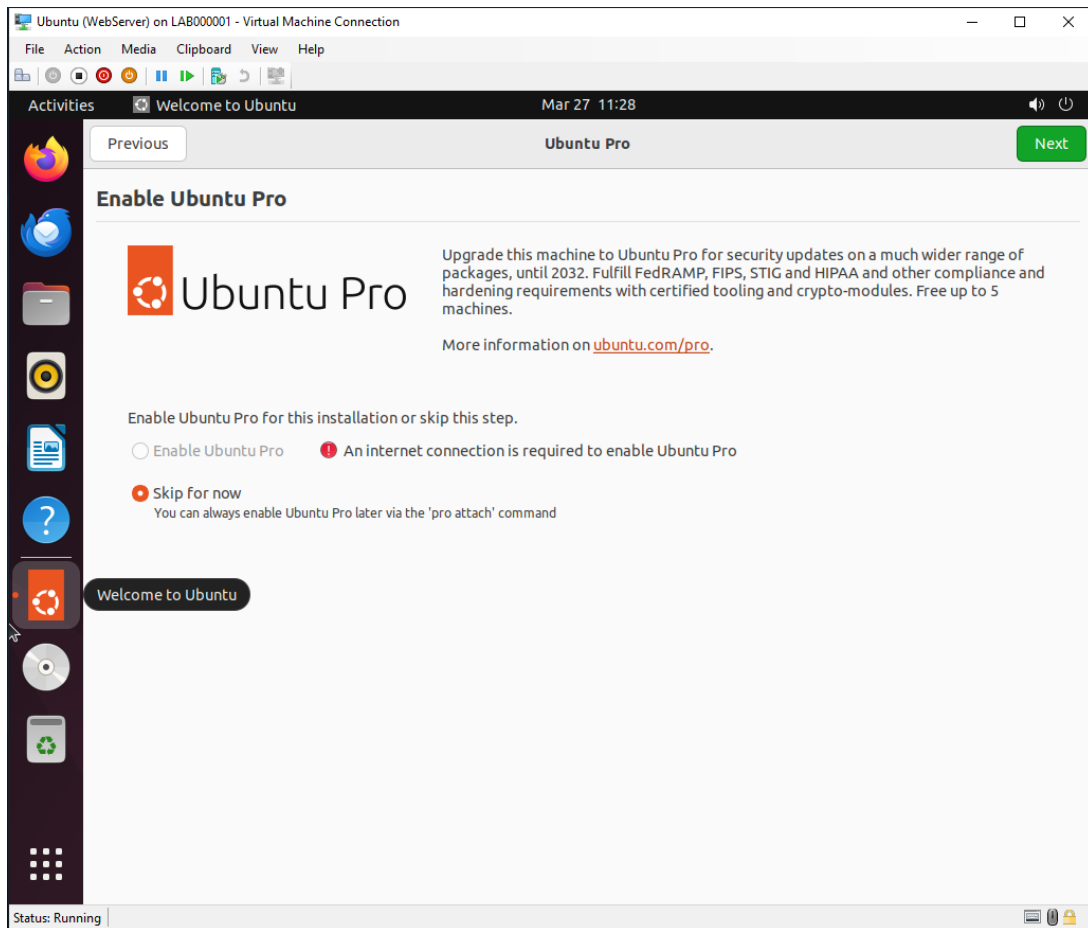 Ubuntu (WebServer) on LAB000001 - Virtual Machine Connection
File Action Media Clipboard View Help
Activities Welcome to Ubuntu Mar 27 11:28
Previous Ubuntu Pro Next
Enable Ubuntu Pro
Ubuntu Pro
Upgrade this machine to Ubuntu Pro for security updates on a much wider range of
packages, until 2032. Fulfill FedRAMP, FIPS, STIG and HIPAA and other compliance and
hardening requirements with certified tooling and crypto-modules. Free up to 5
machines.
More information on ubuntu.com/pro.
Enable Ubuntu Pro for this installation or skip this step.
Enable Ubuntu Pro An internet connection is required to enable Ubuntu Pro
Skip for now
You can always enable Ubuntu Pro later via the 'pro attach' command
Welcome to Ubuntu
Status: Running